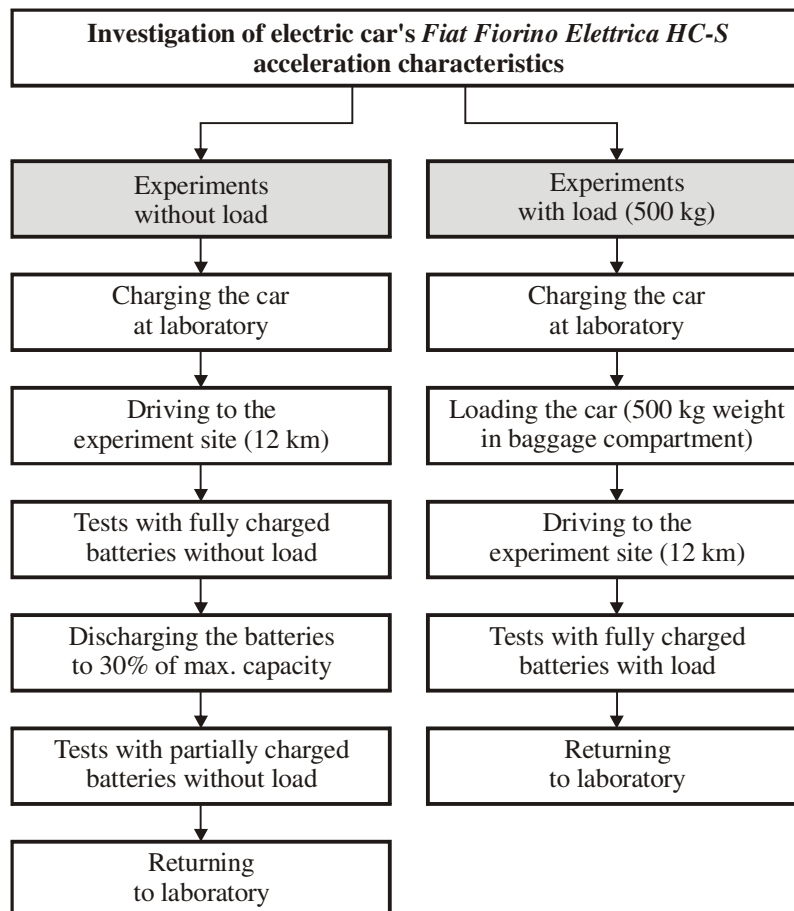 Investigation of electric car's Fiat Fiorino Elettrica HC-S
acceleration characteristics
Experiments
without load
Charging the car
at laboratory
Driving to the
experiment site (12 km)
Tests with fully charged
batteries without load
Discharging the batteries
to 30% of max. capacity
Tests with partially charged
batteries without load
Returning
to laboratory
Experiments
with load (500 kg)
Charging the car
at laboratory
Loading the car (500 kg weight
in baggage compartment)
Driving to the
experiment site (12 km)
Tests with fully charged
batteries with load
Returning
to laboratory